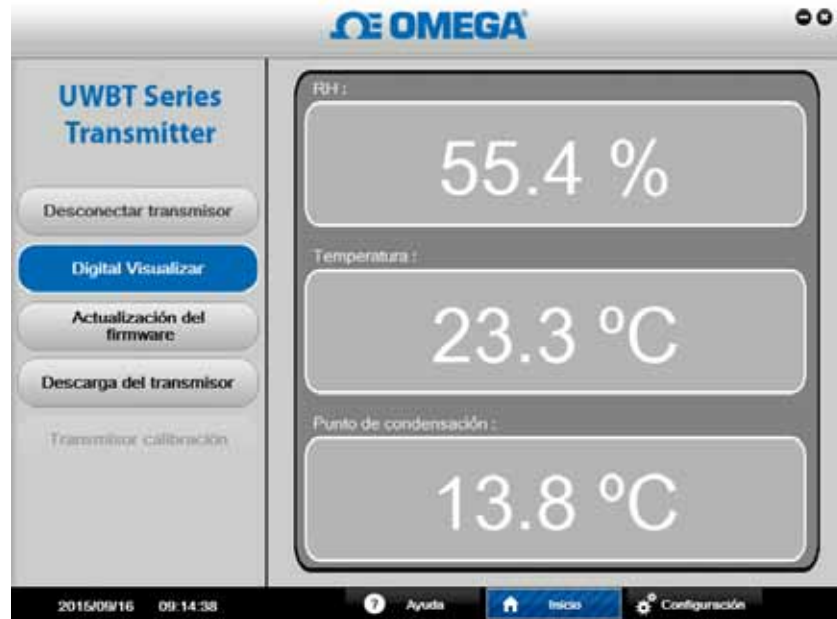 OMEGA
UWBT Series
Transmitter
Desconectar transmisor
Digital Visualizar
Actualización del
firmware
Descarga del transmisor
Transmisor calibración
RH :
55.4 %
Temperatura :
23.3 ºC
Punto de condensación :
13.8 ºC
2015/09/16 09:14:38
? Ayuda
Inicio
Configuración